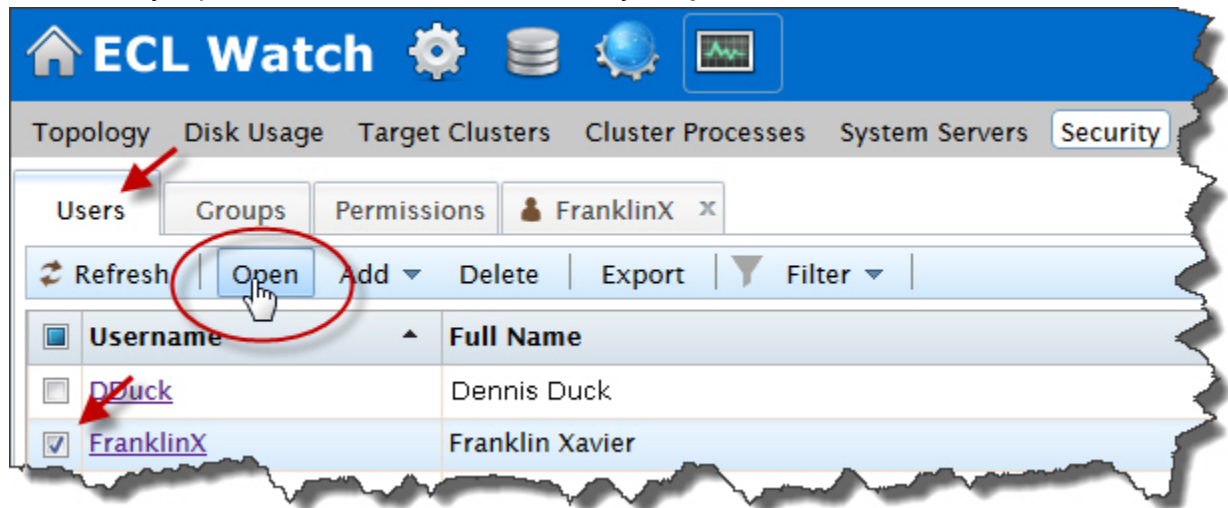 ECL Watch
Topology Disk Usage Target Clusters Cluster Processes System Servers Security
Users Groups Permissions FranklinX x
Refresh Open Add Delete Export Filter
Username Full Name
DDuck Dennis Duck
FranklinX Franklin Xavier